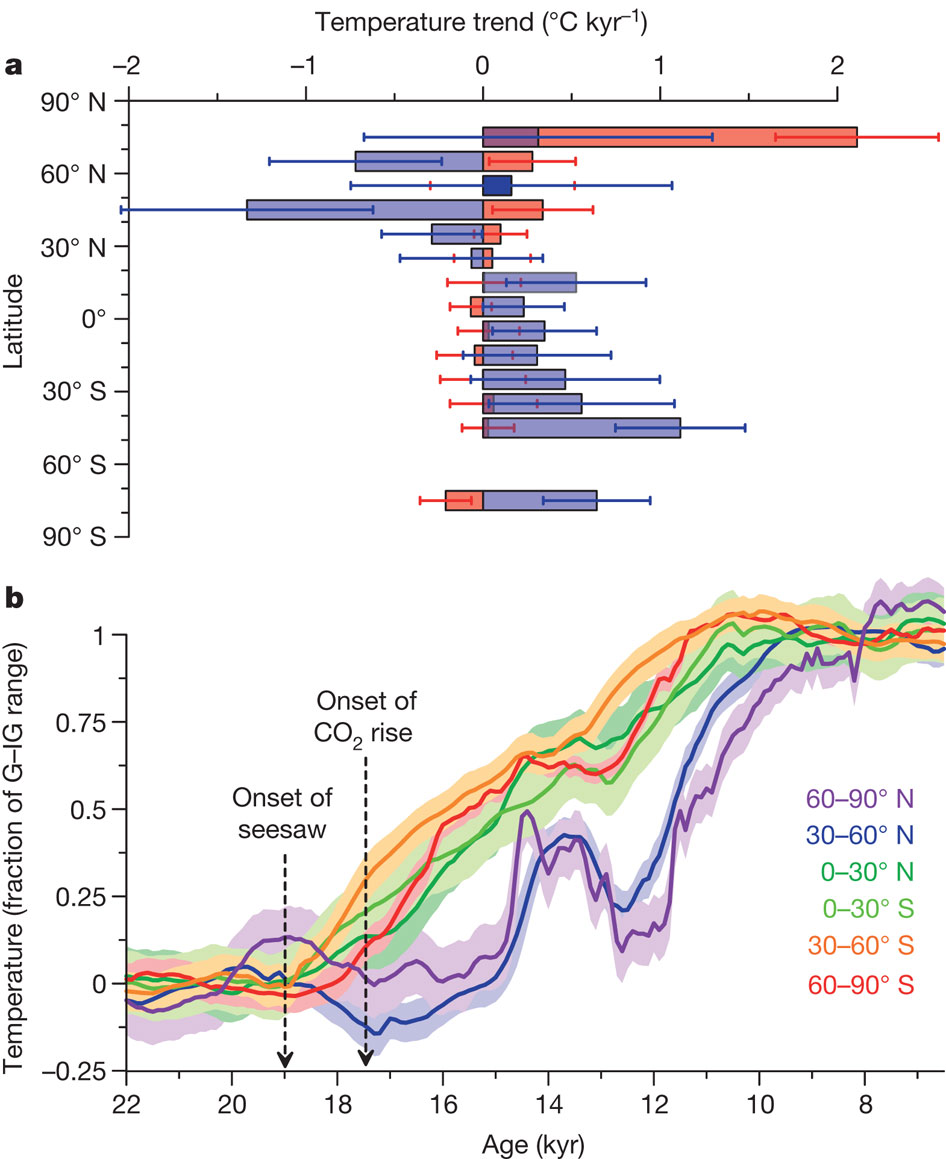 Temperature trend (°C kyr⁻¹)
a
−2 −1 0 1 2
90° N
60° N
30° N
0°
30° S
60° S
90° S
Latitude
b
1
0.75
0.5
0.25
0
−0.25
Temperature (fraction of G–IG range)
Onset of
CO₂ rise
Onset of
seesaw
60–90° N
30–60° N
0–30° N
0–30° S
30–60° S
60–90° S
22 20 18 16 14 12 10 8
Age (kyr)